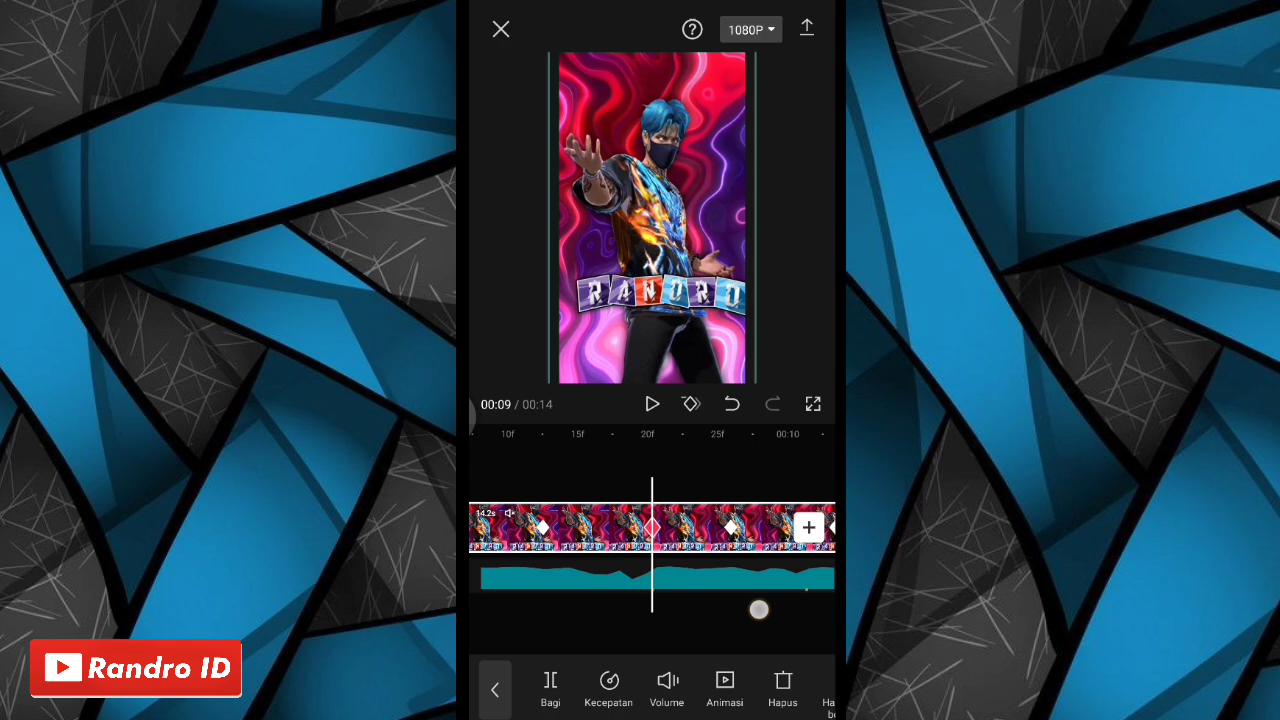 1080P
RANDRO
00:09 / 00:14
10f 15f 20f 25f 00:10
14.2s
Randro ID
Bagi Kecepatan Volume Animasi Hapus